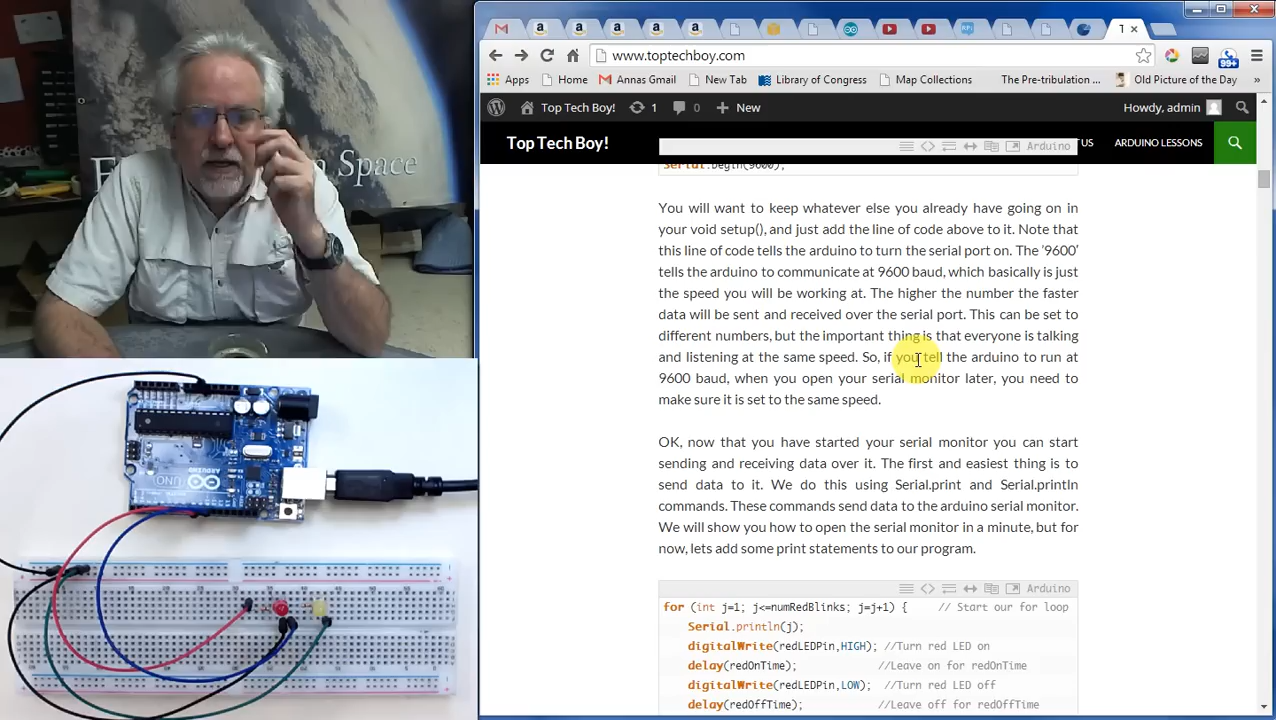 Space
UNO
www.toptechboy.com
99+
Apps
Home
Annas Gmail
New Tab
Library of Congress
Map Collections
The Pre-tribulation
Old Picture of the Day
Top Tech Boy!
1
0
New
Howdy, admin
Top Tech Boy!
US
ARDUINO LESSONS
Arduino
Serial.begin(9600);
You will want to keep whatever else you already have going on in
your void setup(), and just add the line of code above to it. Note that
this line of code tells the arduino to turn the serial port on. The '9600'
tells the arduino to communicate at 9600 baud, which basically is just
the speed you will be working at. The higher the number the faster
data will be sent and received over the serial port. This can be set to
different numbers, but the important thing is that everyone is talking
and listening at the same speed. So, if you tell the arduino to run at
9600 baud, when you open your serial monitor later, you need to
make sure it is set to the same speed.
OK, now that you have started your serial monitor you can start
sending and receiving data over it. The first and easiest thing is to
send data to it. We do this using Serial.print and Serial.println
commands. These commands send data to the arduino serial monitor.
We will show you how to open the serial monitor in a minute, but for
now, lets add some print statements to our program.
Arduino
for (int j=1; j<=numRedBlinks; j=j+1) { // Start our for loop
Serial.println(j);
digitalWrite(redLEDPin,HIGH); //Turn red LED on
delay(redOnTime); //Leave on for redOnTime
digitalWrite(redLEDPin,LOW); //Turn red LED off
delay(redOffTime); //Leave off for redOffTime